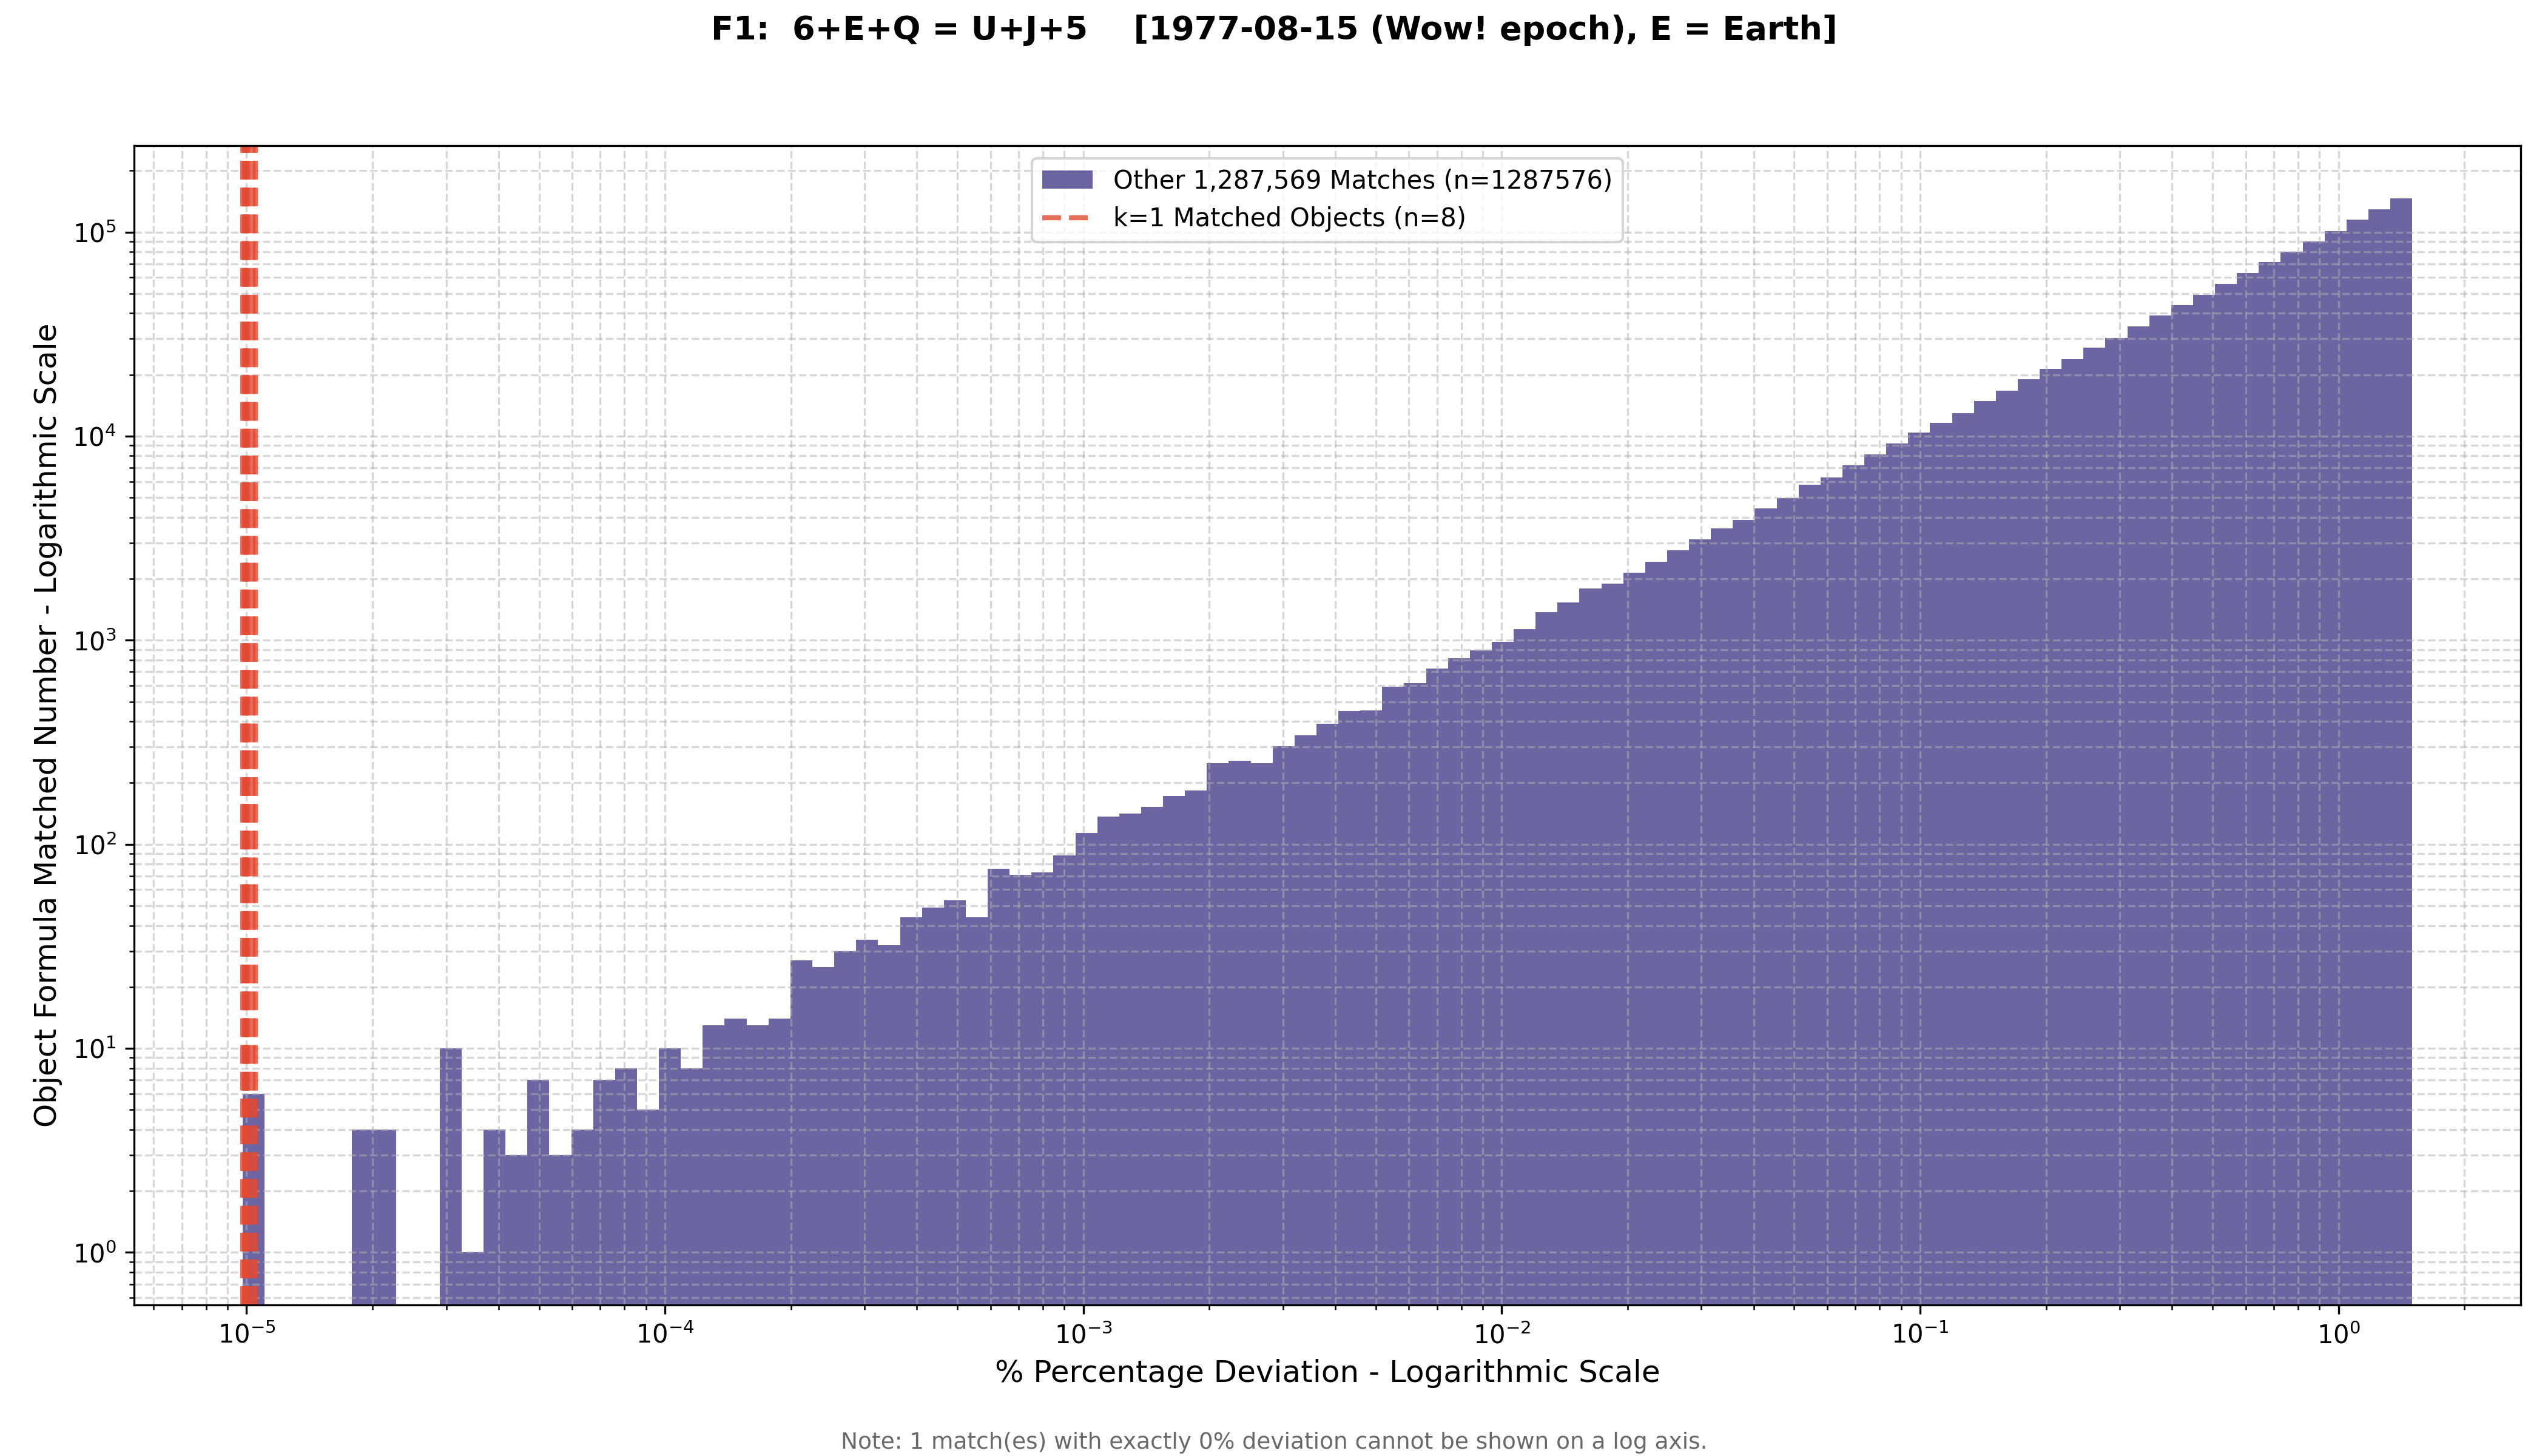 F1:  6+E+Q = U+J+5    [1977-08-15 (Wow! epoch), E = Earth]
Other 1,287,569 Matches (n=1287576)
k=1 Matched Objects (n=8)
Object Formula Matched Number - Logarithmic Scale
10⁵
10⁴
10³
10²
10¹
10⁰
10⁻⁵ 10⁻⁴ 10⁻³ 10⁻² 10⁻¹ 10⁰
% Percentage Deviation - Logarithmic Scale
Note: 1 match(es) with exactly 0% deviation cannot be shown on a log axis.